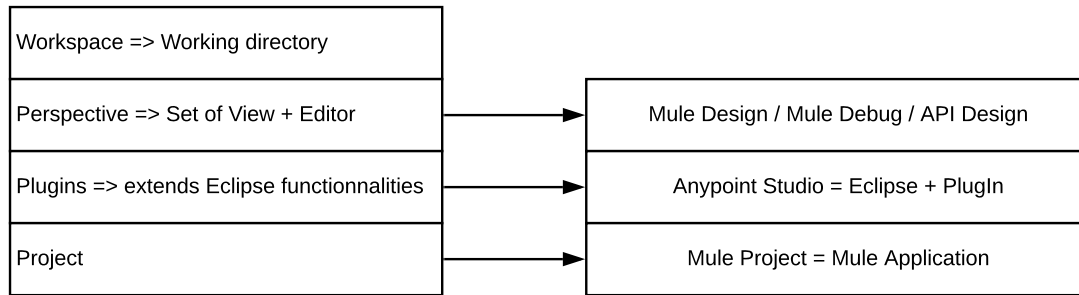 Workspace => Working directory
Perspective => Set of View + Editor
Mule Design / Mule Debug / API Design
Plugins => extends Eclipse functionnalities
Anypoint Studio = Eclipse + PlugIn
Project
Mule Project = Mule Application